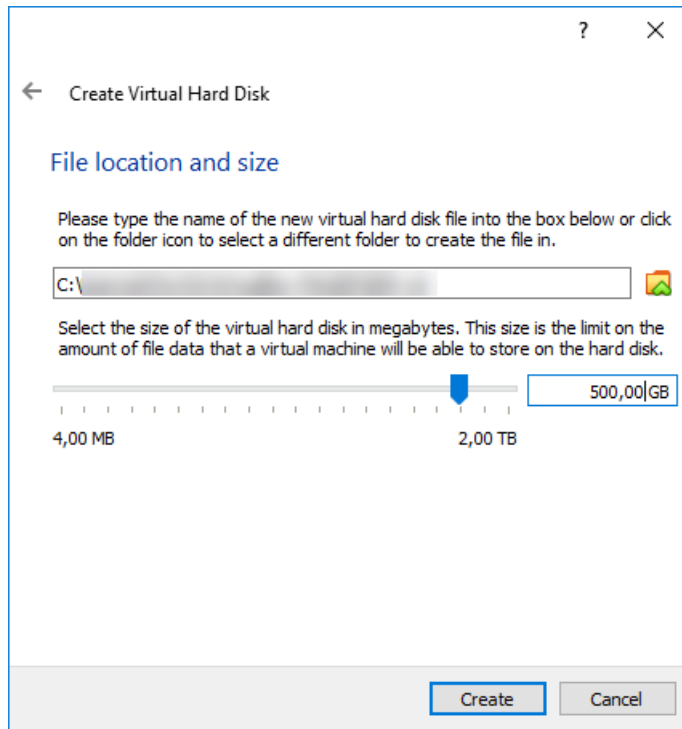 ?
Create Virtual Hard Disk
File location and size
Please type the name of the new virtual hard disk file into the box below or click
on the folder icon to select a different folder to create the file in.
C:\
Select the size of the virtual hard disk in megabytes. This size is the limit on the
amount of file data that a virtual machine will be able to store on the hard disk.
500,00 GB
4,00 MB 2,00 TB
Create Cancel